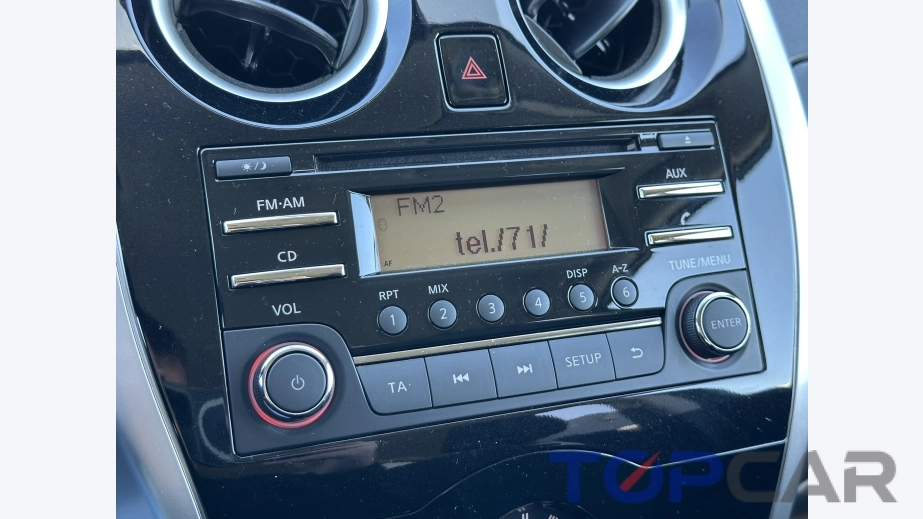 FM·AM
CD
VOL
FM2
tel./71/
AF
AUX
TUNE/MENU
RPT
MIX
DISP
A-Z
1
2
3
4
5
6
ENTER
TA
SETUP
TOPCAR